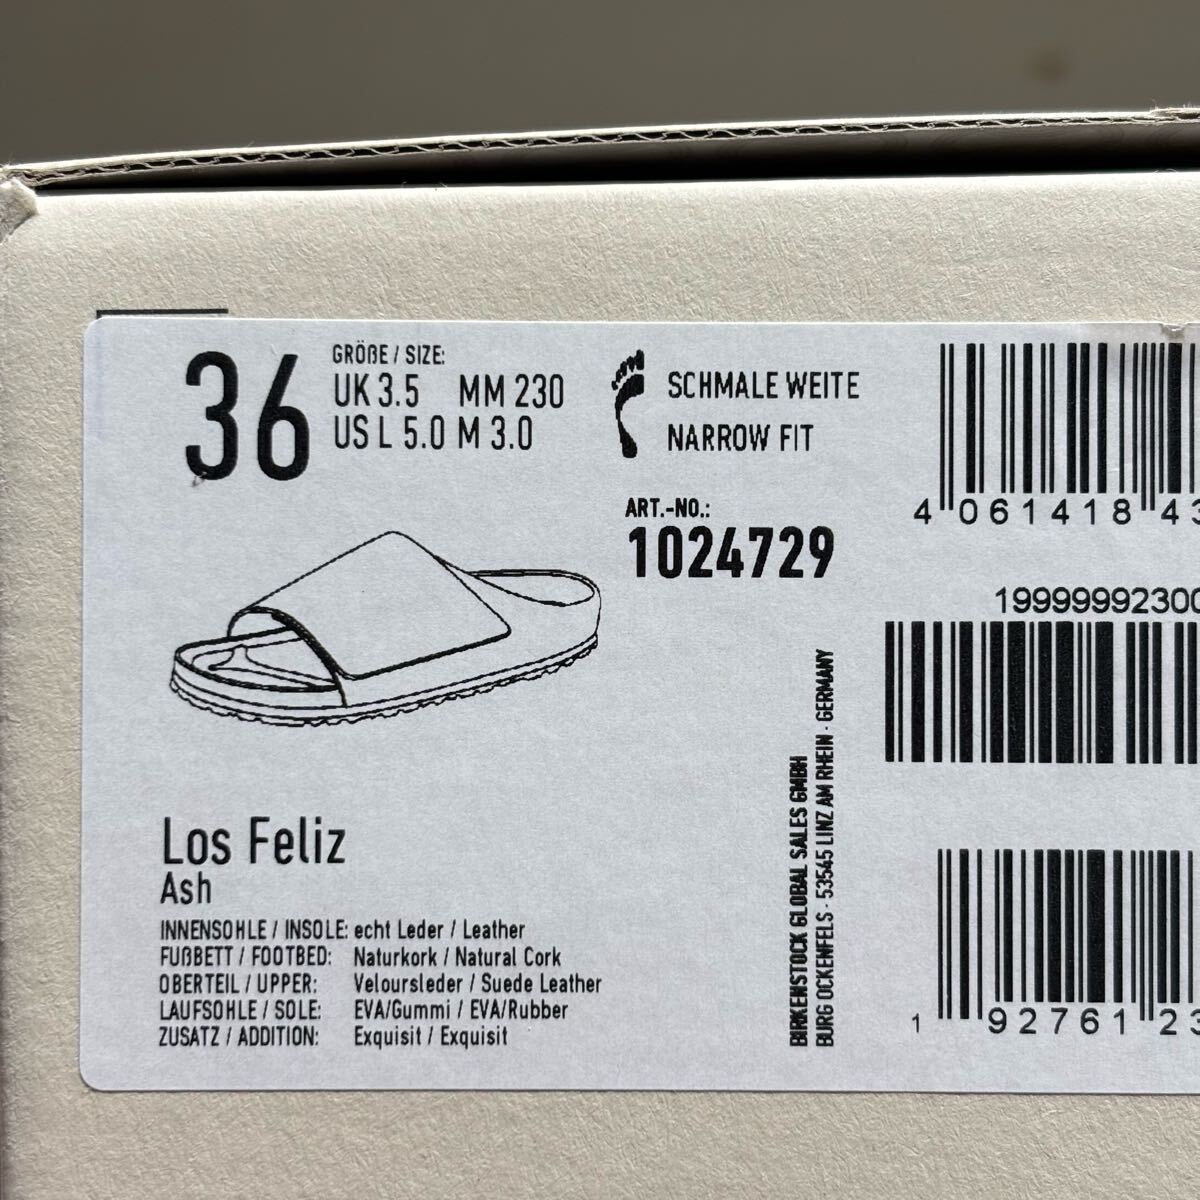 36
GRÖßE / SIZE:
UK 3.5 MM 230
US L 5.0 M 3.0
SCHMALE WEITE
NARROW FIT
ART.-NO.:
1024729
4 061418 43
19999992300
BIRKENSTOCK GLOBAL SALES GMBH
BURG OCKENFELS · 53545 LINZ AM RHEIN · GERMANY
Los Feliz
Ash
INNENSOHLE / INSOLE: echt Leder / Leather
FUßBETT / FOOTBED: Naturkork / Natural Cork
OBERTEIL / UPPER: Veloursleder / Suede Leather
LAUFSOHLE / SOLE: EVA/Gummi / EVA/Rubber
ZUSATZ / ADDITION: Exquisit / Exquisit
1 92761 23